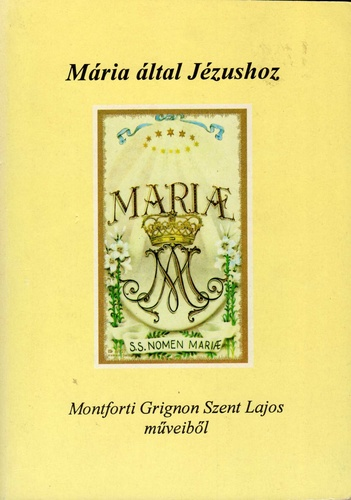 Mária által Jézushoz
MARIÆ
S.S. NOMEN MARIÆ
Montforti Grignon Szent Lajos
műveiből